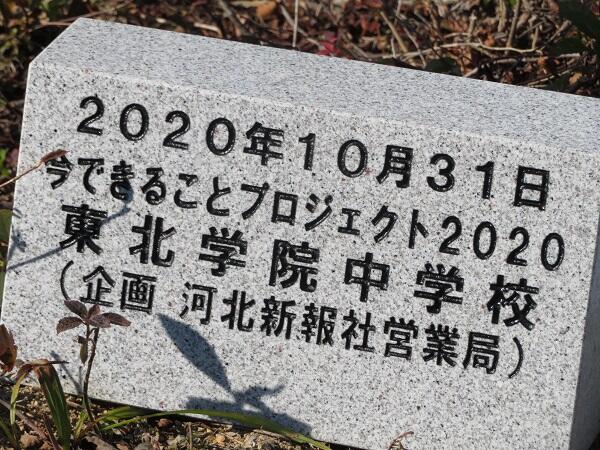 2020年10月31日
今できることプロジェクト2020
東北学院中学校
(企画 河北新報社営業局)